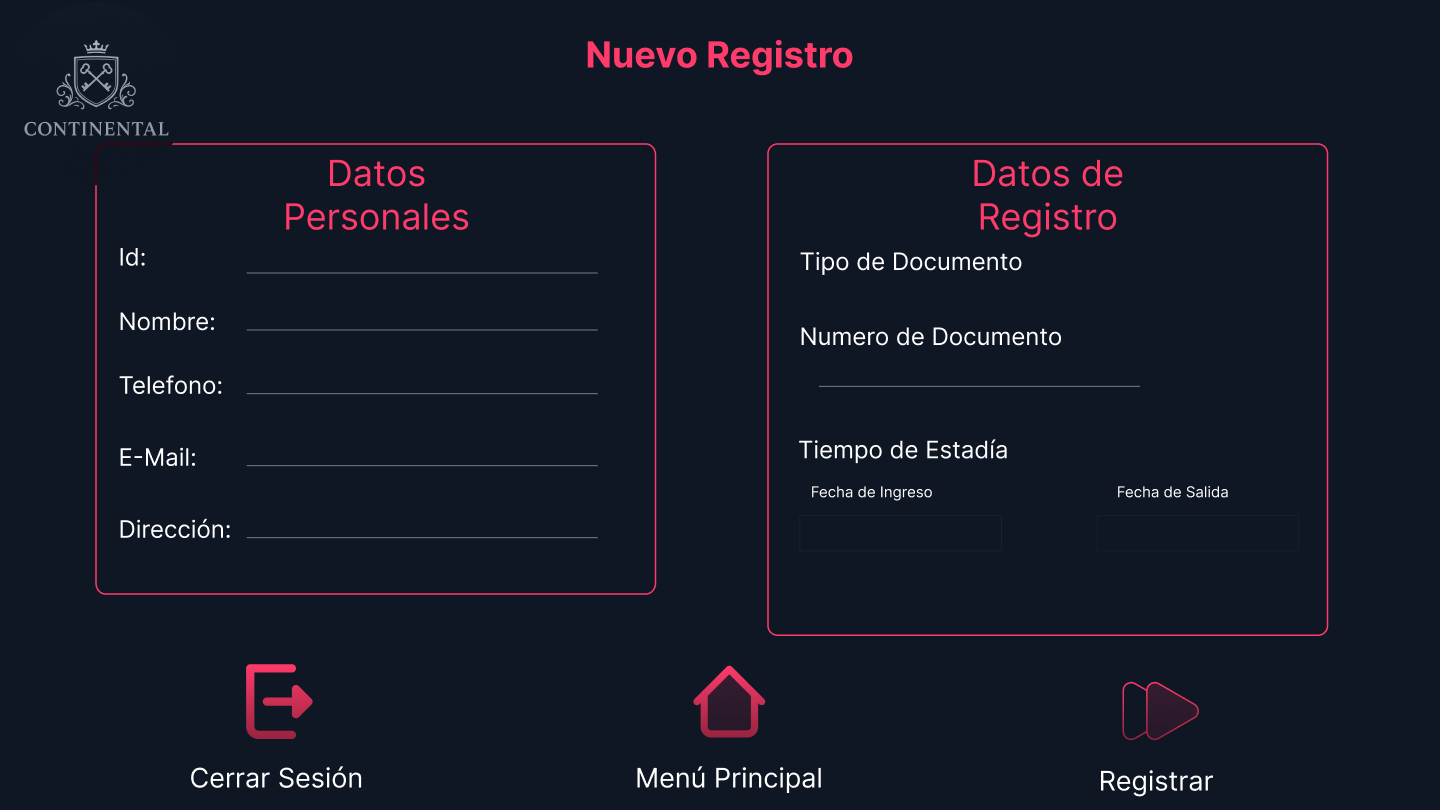 Nuevo Registro
CONTINENTAL
Datos
Personales
Id:
Nombre:
Telefono:
E-Mail:
Dirección:
Datos de
Registro
Tipo de Documento
Numero de Documento
Tiempo de Estadía
Fecha de Ingreso
Fecha de Salida
Cerrar Sesión
Menú Principal
Registrar